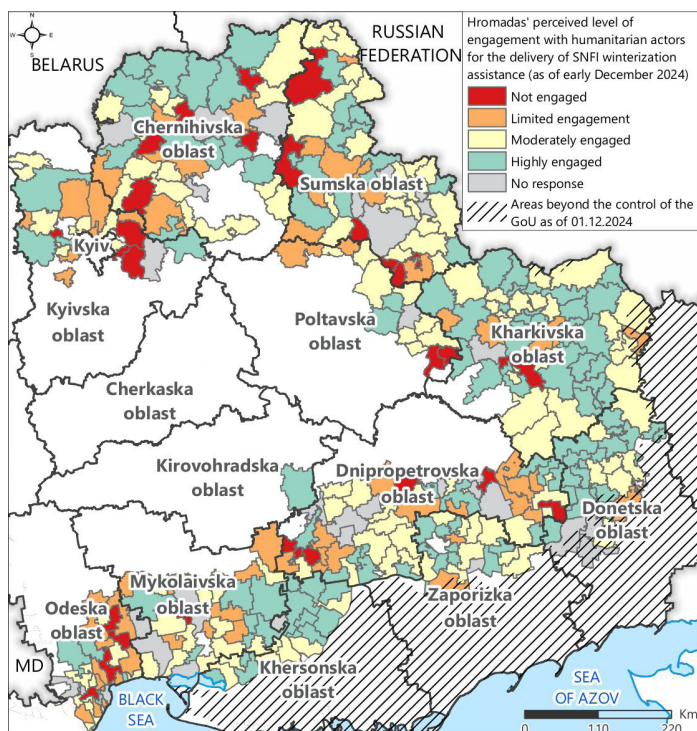 N
W
E
S
BELARUS
RUSSIAN
FEDERATION
Hromadas' perceived level of
engagement with humanitarian actors
for the delivery of SNFI winterization
assistance (as of early December 2024)
Not engaged
Limited engagement
Moderately engaged
Highly engaged
No response
Areas beyond the control of the
GoU as of 01.12.2024
Chernihivska
oblast
Sumska oblast
Kyiv
Kyivska
oblast
Poltavska
oblast
Kharkivska
oblast
Cherkaska
oblast
Kirovohradska
oblast
Dnipropetrovska
oblast
Donetska
oblast
Mykolaivska
oblast
Odeska
oblast
Zaporizka
oblast
Khersonska
oblast
MD
BLACK
SEA
SEA
OF AZOV
Km
0 110 220